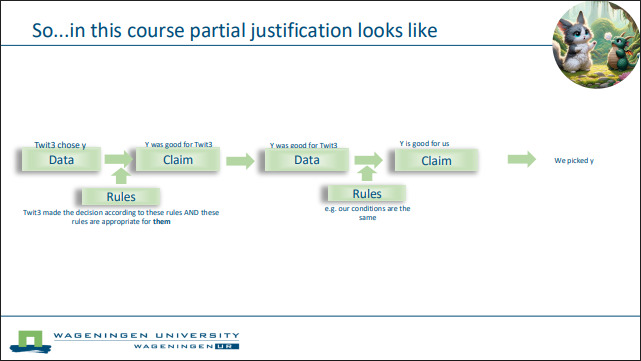 So...in this course partial justification looks like
Twit3 chose y
Data
Y was good for Twit3
Claim
Y was good for Twit3
Data
Y is good for us
Claim
We picked y
Rules
Twit3 made the decision according to these rules AND these
rules are appropriate for them
Rules
e.g. our conditions are the
same
WAGENINGEN UNIVERSITY
WAGENINGEN UR